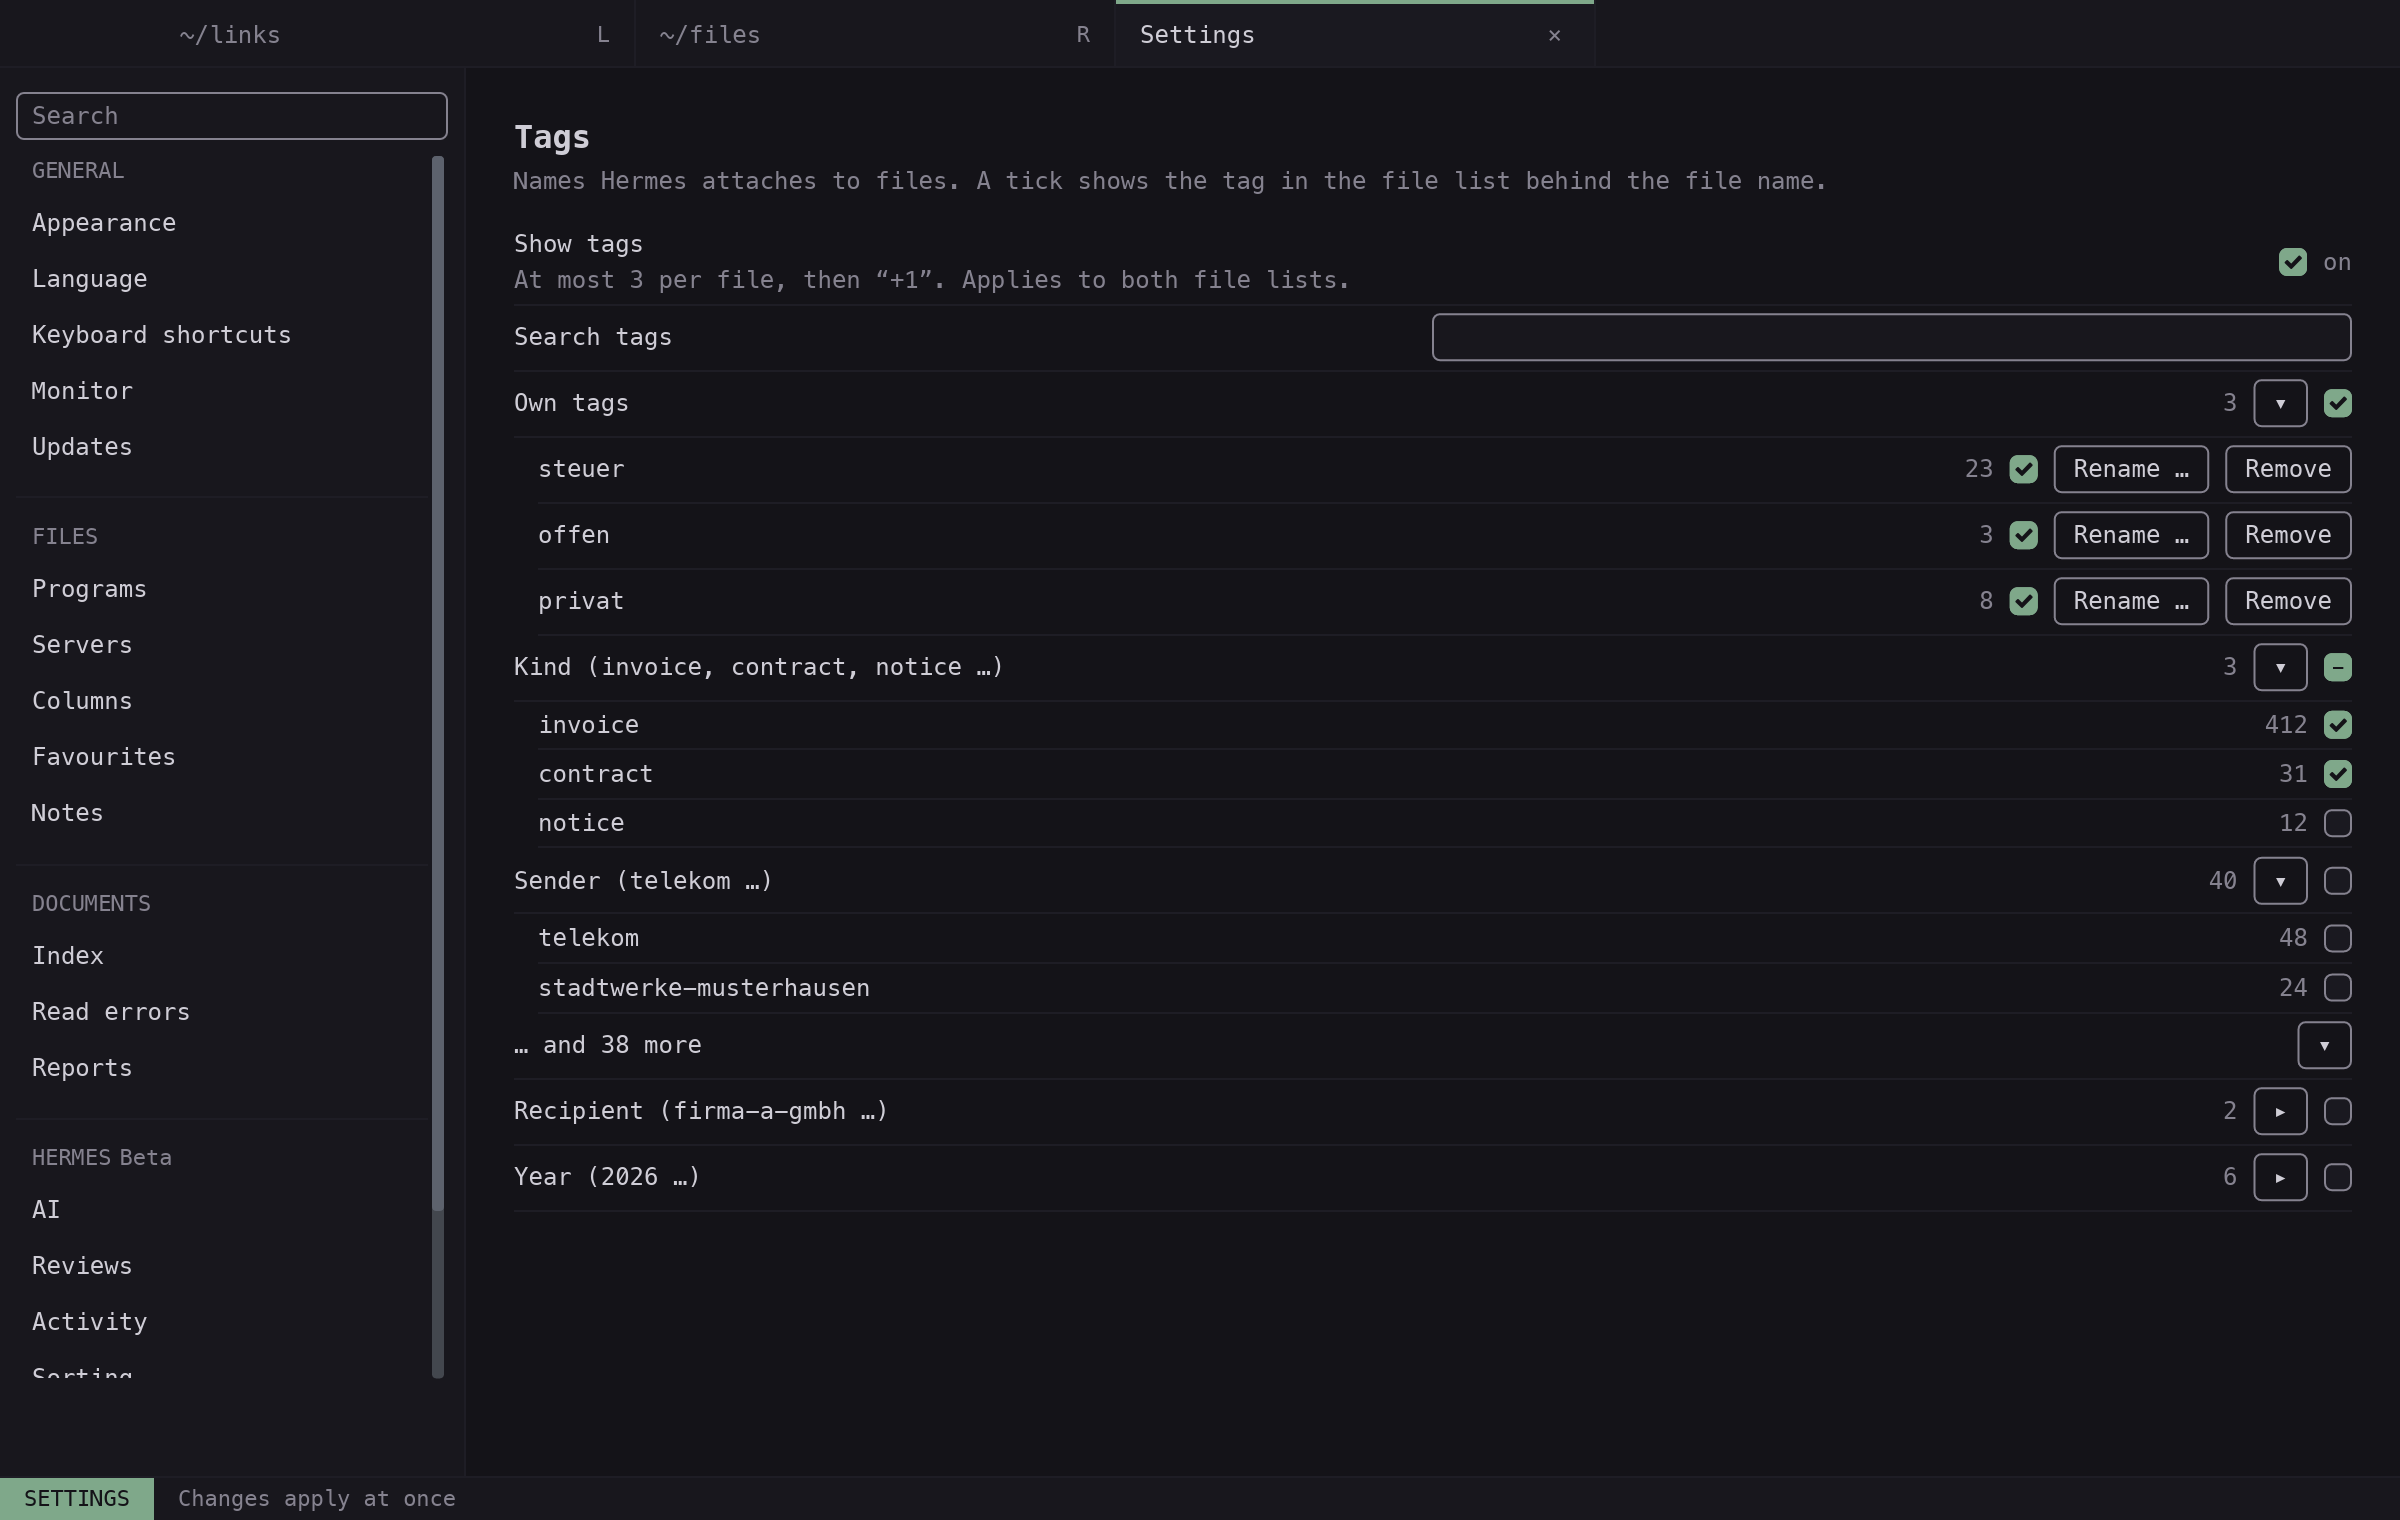 ~/links L ~/files R Settings ×
Search
GENERAL
Appearance
Language
Keyboard shortcuts
Monitor
Updates
FILES
Programs
Servers
Columns
Favourites
Notes
DOCUMENTS
Index
Read errors
Reports
HERMES Beta
AI
Reviews
Activity
Sorting
Tags
Names Hermes attaches to files. A tick shows the tag in the file list behind the file name.
Show tags
At most 3 per file, then “+1”. Applies to both file lists.
on
Search tags
Own tags 3 ▾
steuer 23 Rename … Remove
offen 3 Rename … Remove
privat 8 Rename … Remove
Kind (invoice, contract, notice …) 3 ▾
invoice 412
contract 31
notice 12
Sender (telekom …) 40 ▾
telekom 48
stadtwerke-musterhausen 24
… and 38 more ▾
Recipient (firma-a-gmbh …) 2 ▸
Year (2026 …) 6 ▸
SETTINGS Changes apply at once